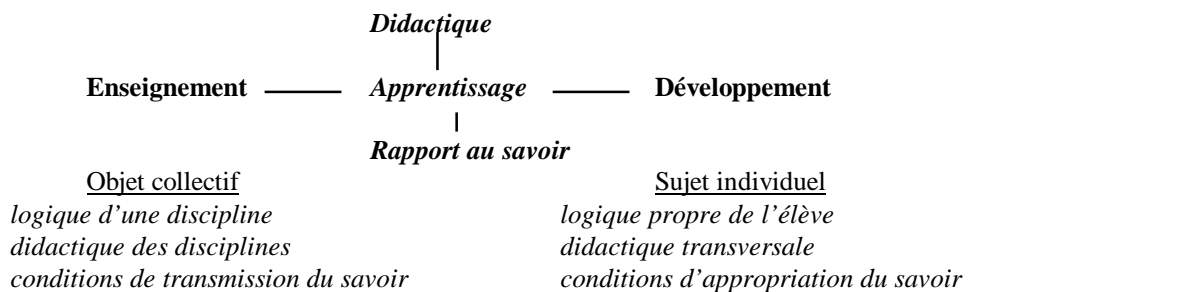 Didactique
Enseignement Apprentissage Développement
Rapport au savoir
Objet collectif Sujet individuel
logique d’une discipline logique propre de l’élève
didactique des disciplines didactique transversale
conditions de transmission du savoir conditions d’appropriation du savoir